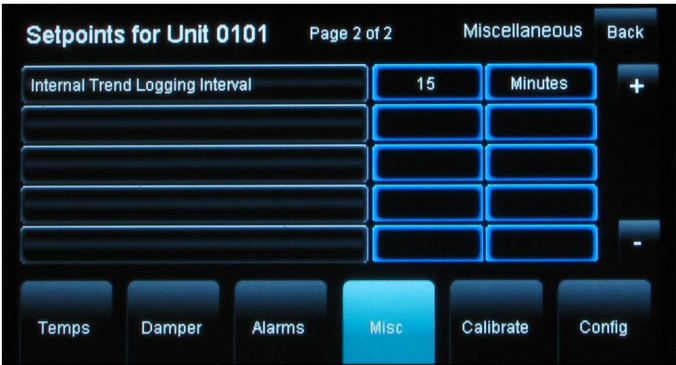 Setpoints for Unit 0101 Page 2 of 2 Miscellaneous Back
Internal Trend Logging Interval 15 Minutes +
-
Temps Damper Alarms Misc Calibrate Config